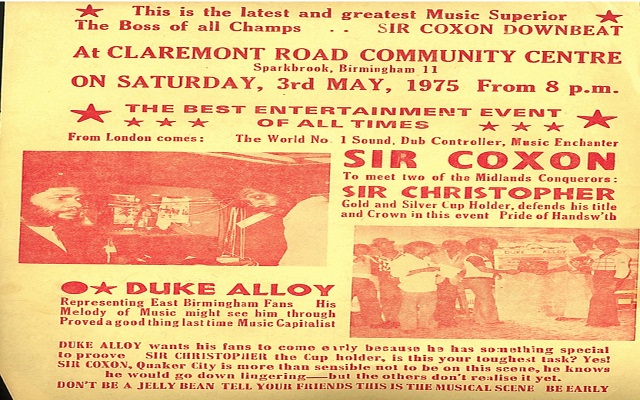 This is the latest and greatest Music Superior
The Boss of all Champs . . SIR COXON DOWNBEAT
At CLAREMONT ROAD COMMUNITY CENTRE
Sparkbrook, Birmingham 11
ON SATURDAY, 3rd MAY, 1975 From 8 p.m.
THE BEST ENTERTAINMENT EVENT
OF ALL TIMES
From London comes: The World No. 1 Sound, Dub Controller, Music Enchanter
SIR COXON
To meet two of the Midlands Conquerors:
SIR CHRISTOPHER
Gold and Silver Cup Holder, defends his title
and Crown in this event Pride of Handsw'th
DUKE ALLOY
Representing East Birmingham Fans His
Melody of Music might see him through
Proved a good thing last time Music Capitalist
DUKE ALLOY wants his fans to come early because he has something special
to proove SIR CHRISTOPHER the Cup holder, is this your toughest task? Yes!
SIR COXON, Quaker City is more than sensible not to be on this scene, he knows
he would go down lingering—but the others don't realise it yet.
DON'T BE A JELLY BEAN TELL YOUR FRIENDS THIS IS THE MUSICAL SCENE BE EARLY